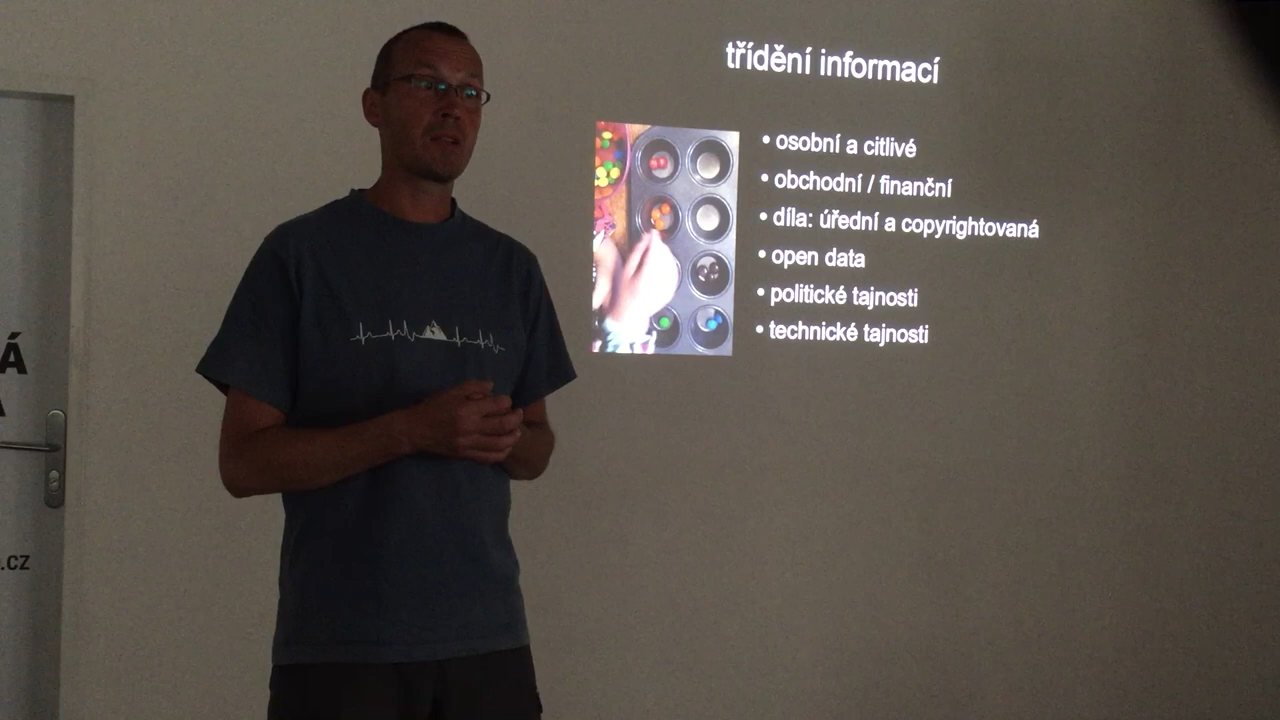 třídění informací
• osobní a citlivé
• obchodní / finanční
• díla: úřední a copyrightovaná
• open data
• politické tajnosti
• technické tajnosti
Á
.cz